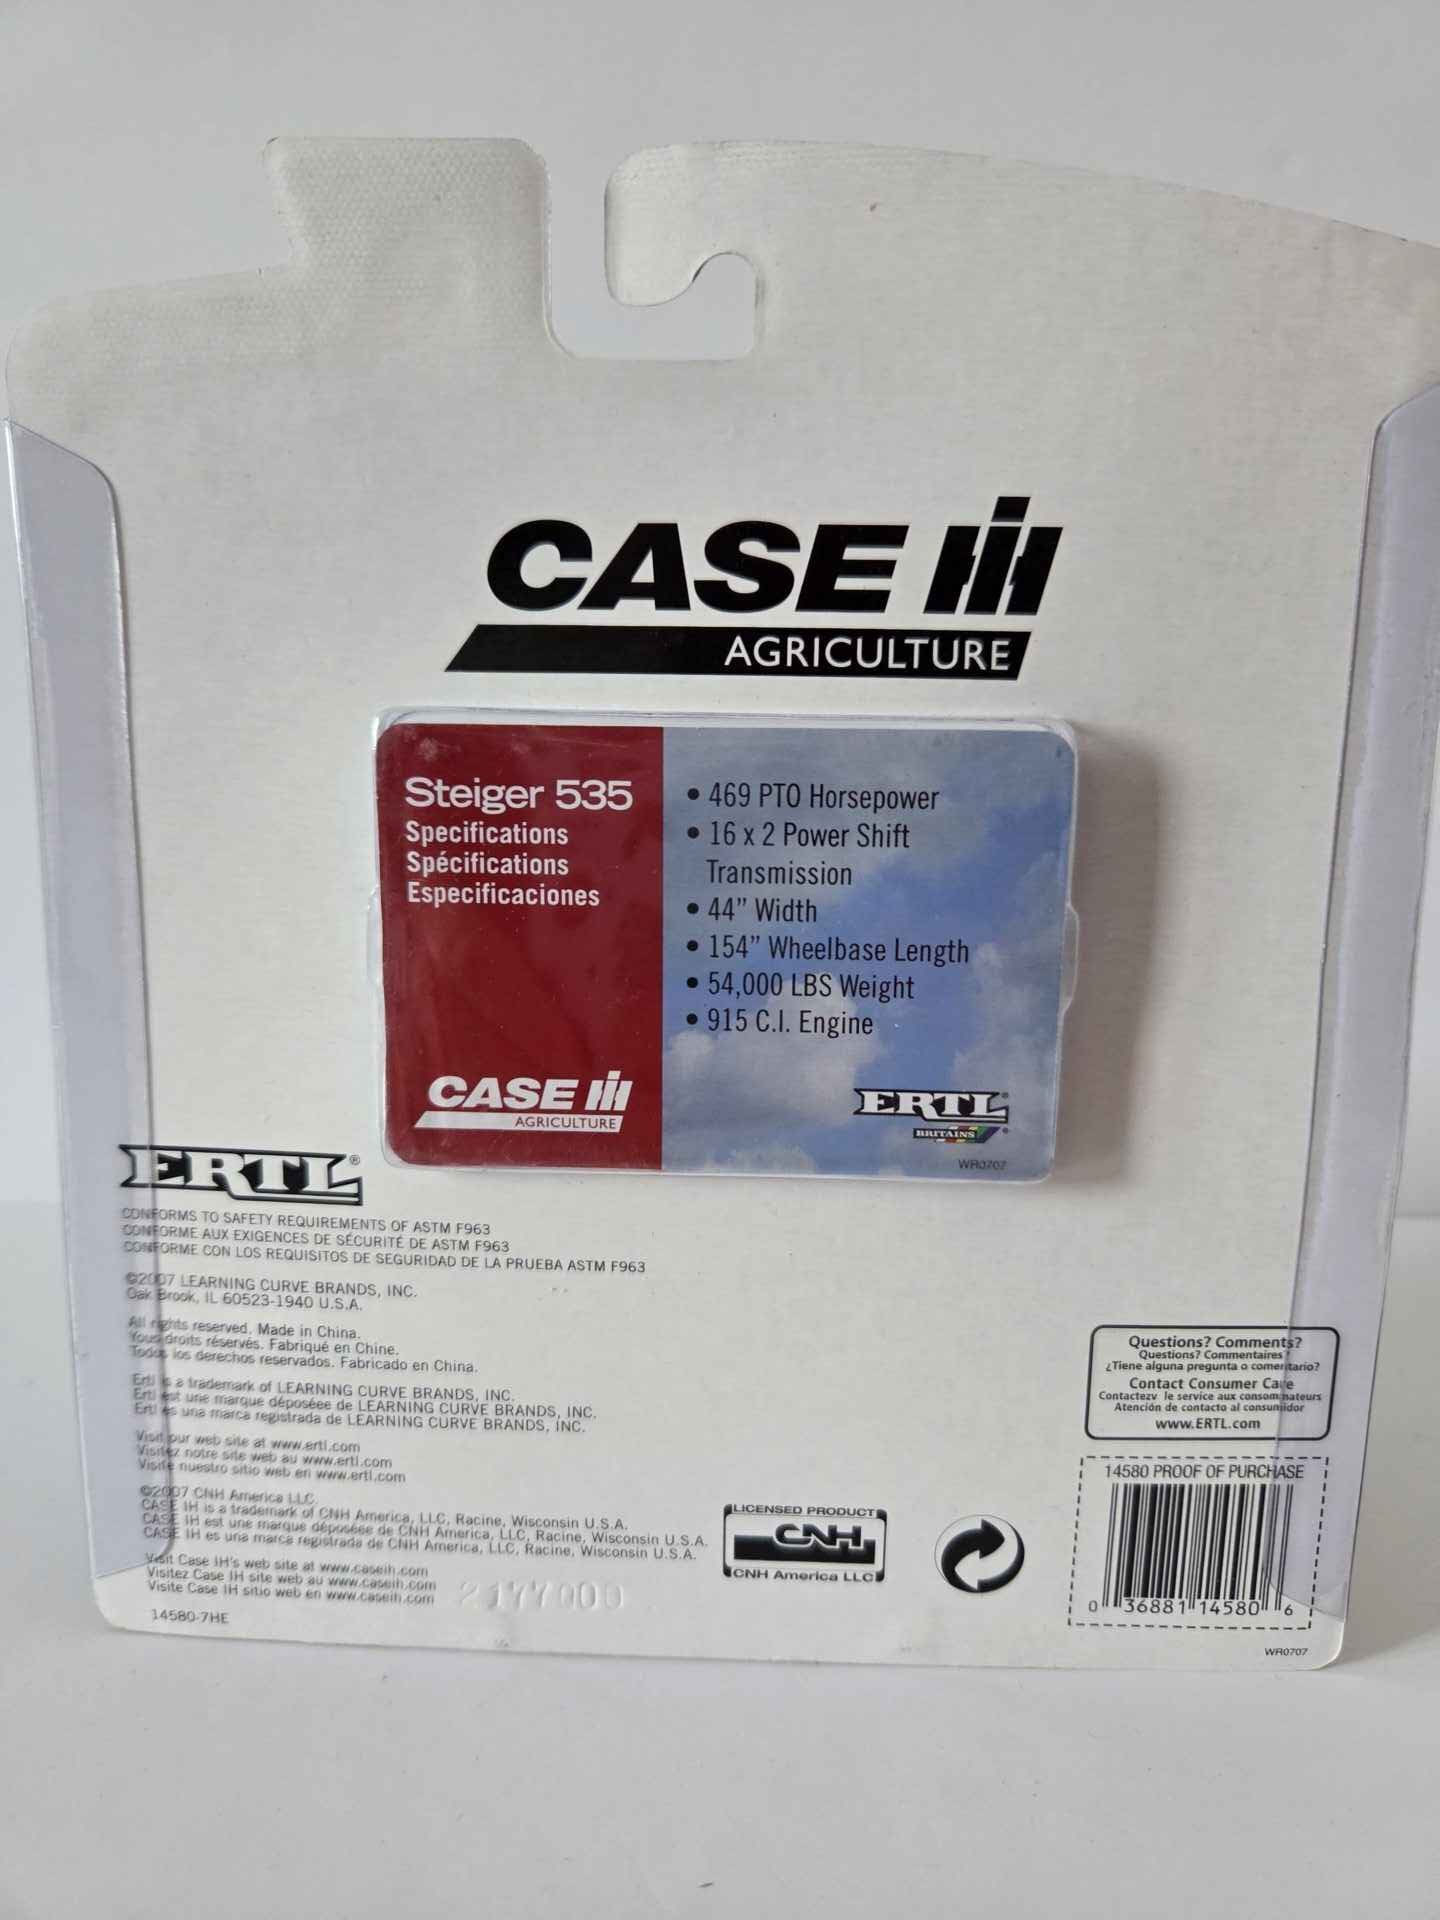 CASE IH
AGRICULTURE
Steiger 535
Specifications
Spécifications
Especificaciones
• 469 PTO Horsepower
• 16 x 2 Power Shift
Transmission
• 44” Width
• 154” Wheelbase Length
• 54,000 LBS Weight
• 915 C.I. Engine
CASE IH
AGRICULTURE
ERTL®
BRITAINS®
WR0707
ERTL®
CONFORMS TO SAFETY REQUIREMENTS OF ASTM F963
CONFORME AUX EXIGENCES DE SÉCURITÉ DE ASTM F963
CONFORME CON LOS REQUISITOS DE SEGURIDAD DE LA PRUEBA ASTM F963
©2007 LEARNING CURVE BRANDS, INC.
Oak Brook, IL 60523-1940 U.S.A.
All rights reserved. Made in China.
Tous droits réservés. Fabriqué en Chine.
Todos los derechos reservados. Fabricado en China.
Ertl is a trademark of LEARNING CURVE BRANDS, INC.
Ertl est une marque déposéee de LEARNING CURVE BRANDS, INC.
Ertl es una marca registrada de LEARNING CURVE BRANDS, INC.
Visit our web site at www.ertl.com
Visitez notre site web au www.ertl.com
Visite nuestro sitio web en www.ertl.com
©2007 CNH America LLC.
CASE IH is a trademark of CNH America, LLC, Racine, Wisconsin U.S.A.
CASE IH est une marque déposéee de CNH America, LLC, Racine, Wisconsin U.S.A.
CASE IH es una marca registrada de CNH America, LLC, Racine, Wisconsin U.S.A.
Visit Case IH's web site at www.caseih.com
Visitez Case IH site web au www.caseih.com
Visite Case IH sitio web en www.caseih.com
14580-7HE
LICENSED PRODUCT
CNH
CNH America LLC
Questions? Comments?
Questions? Commentaires?
¿Tiene alguna pregunta o comentario?
Contact Consumer Care
Contactezv le service aux consommateurs
Atención de contacto al consumidor
www.ERTL.com
14580 PROOF OF PURCHASE
0 36881 14580 6
WR0707